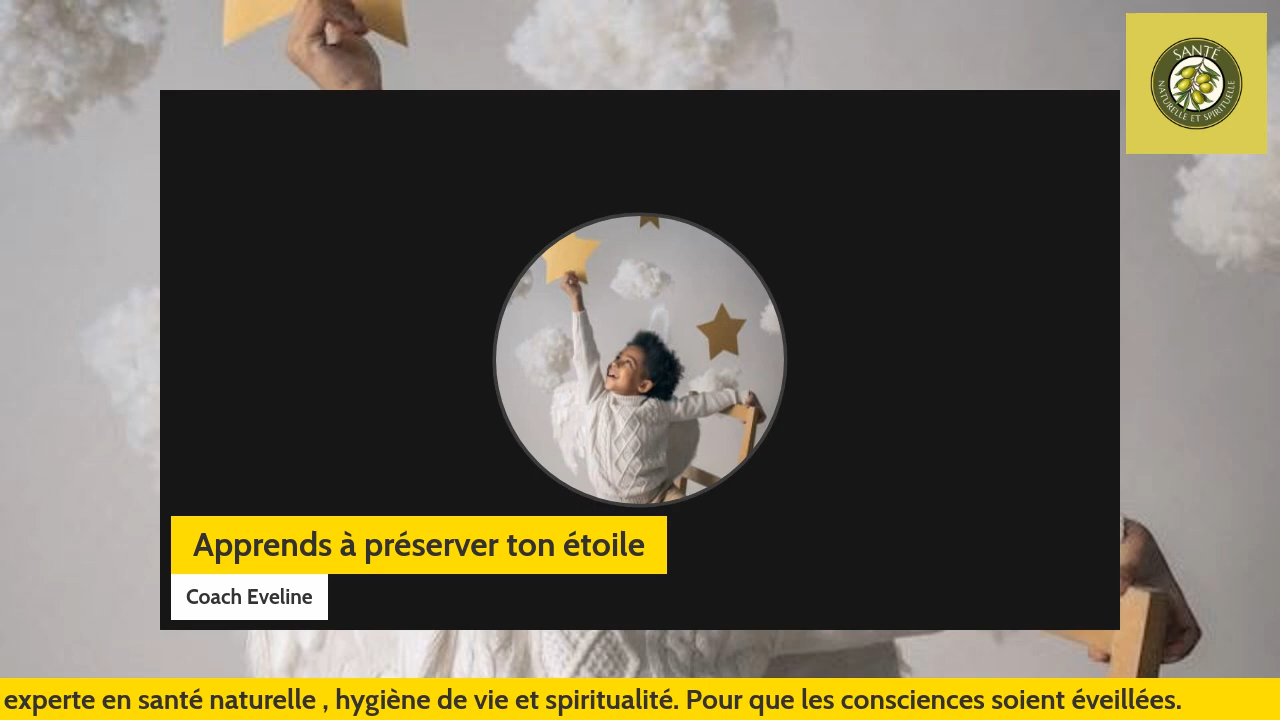 SANTÉ
NATURELLE ET SPIRITUELLE
Apprends à préserver ton étoile
Coach Eveline
experte en santé naturelle , hygiène de vie et spiritualité. Pour que les consciences soient éveillées.